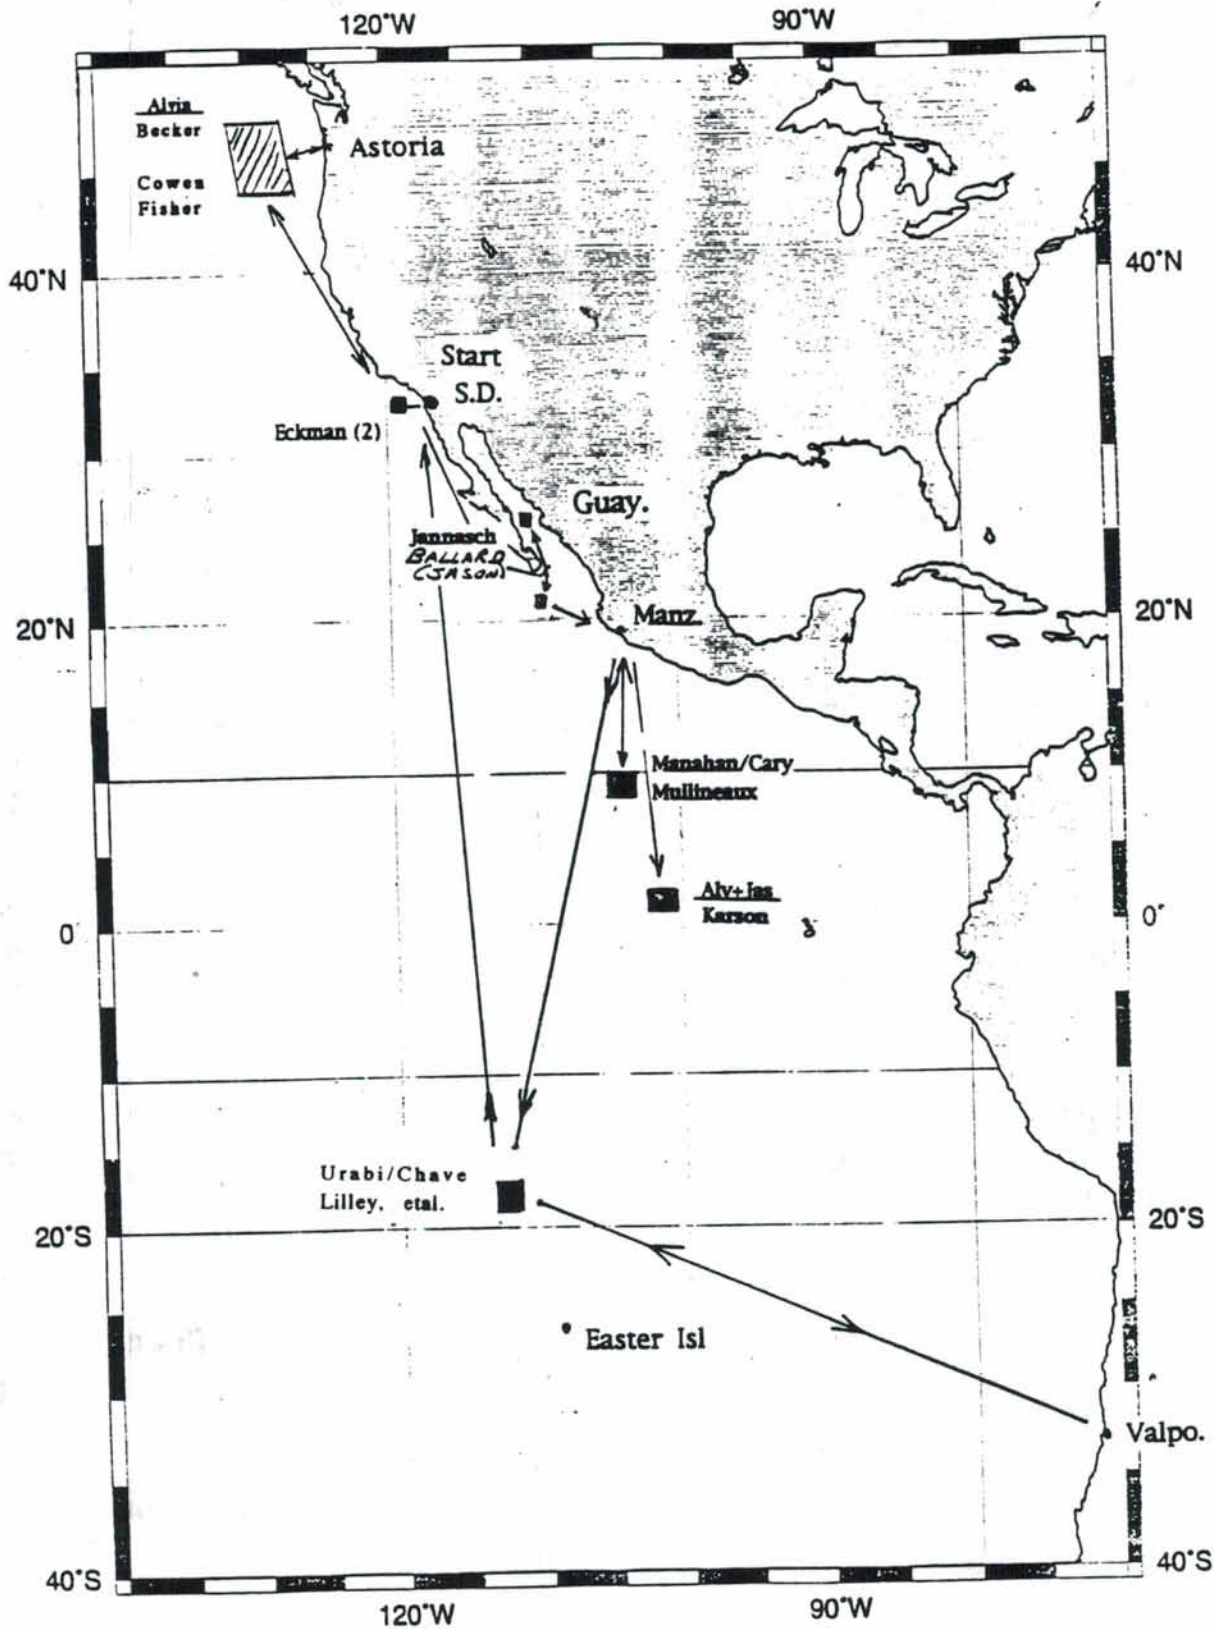 120°W 90°W
Alvin
Becker
Astoria
Cowen
Fisher
40°N 40°N
Start
S.D.
Eckman (2)
Guay.
Jannasch
BALLARD
(JASON)
20°N 20°N
Manz.
Manahan/Cary
Mullineaux
Alv+Jas
Karson
0° 0°
Urabi/Chave
Lilley, etal.
20°S 20°S
Easter Isl
Valpo.
40°S 40°S
120°W 90°W